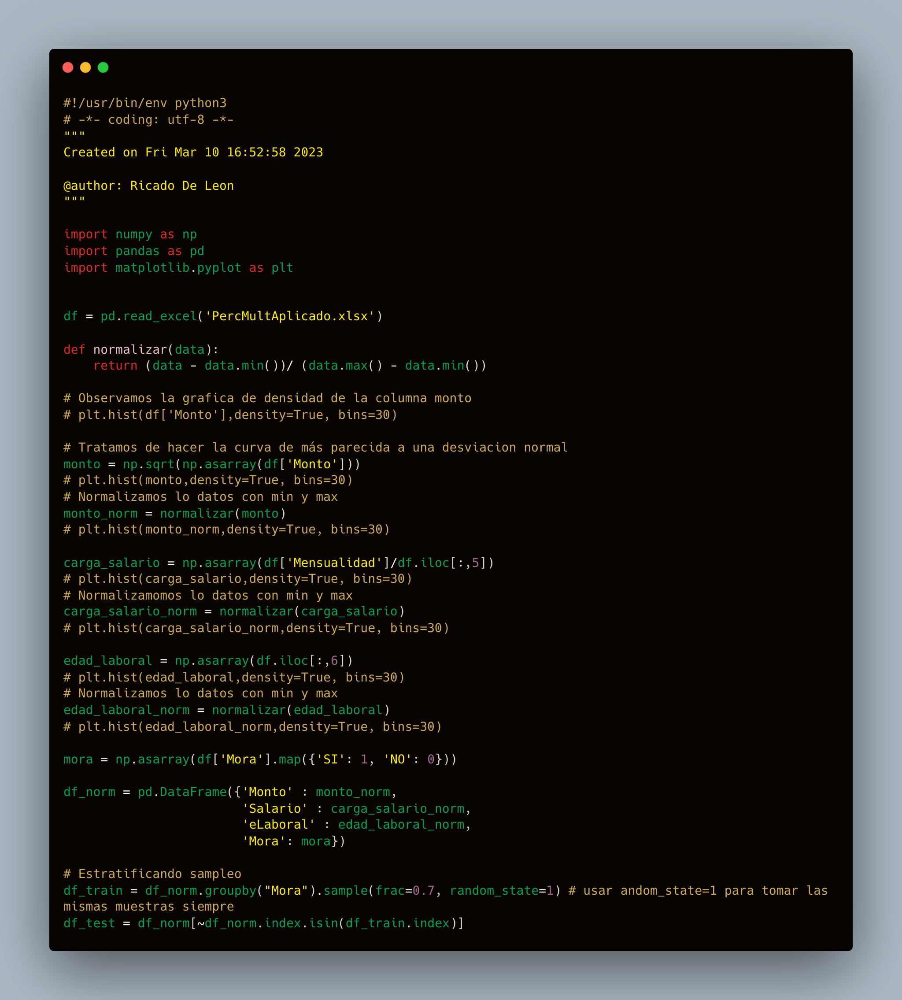 #!/usr/bin/env python3
# -*- coding: utf-8 -*-
"""
Created on Fri Mar 10 16:52:58 2023

@author: Ricado De Leon
"""

import numpy as np
import pandas as pd
import matplotlib.pyplot as plt


df = pd.read_excel('PercMultAplicado.xlsx')

def normalizar(data):
    return (data - data.min())/ (data.max() - data.min())

# Observamos la grafica de densidad de la columna monto
# plt.hist(df['Monto'],density=True, bins=30)

# Tratamos de hacer la curva de más parecida a una desviacion normal
monto = np.sqrt(np.asarray(df['Monto']))
# plt.hist(monto,density=True, bins=30)
# Normalizamos lo datos con min y max
monto_norm = normalizar(monto)
# plt.hist(monto_norm,density=True, bins=30)

carga_salario = np.asarray(df['Mensualidad']/df.iloc[:,5])
# plt.hist(carga_salario,density=True, bins=30)
# Normalizamomos lo datos con min y max
carga_salario_norm = normalizar(carga_salario)
# plt.hist(carga_salario_norm,density=True, bins=30)

edad_laboral = np.asarray(df.iloc[:,6])
# plt.hist(edad_laboral,density=True, bins=30)
# Normalizamos lo datos con min y max
edad_laboral_norm = normalizar(edad_laboral)
# plt.hist(edad_laboral_norm,density=True, bins=30)

mora = np.asarray(df['Mora'].map({'SI': 1, 'NO': 0}))

df_norm = pd.DataFrame({'Monto' : monto_norm,
                        'Salario' : carga_salario_norm,
                        'eLaboral' : edad_laboral_norm,
                        'Mora': mora})

# Estratificando sampleo
df_train = df_norm.groupby("Mora").sample(frac=0.7, random_state=1) # usar andom_state=1 para tomar las
mismas muestras siempre
df_test = df_norm[~df_norm.index.isin(df_train.index)]